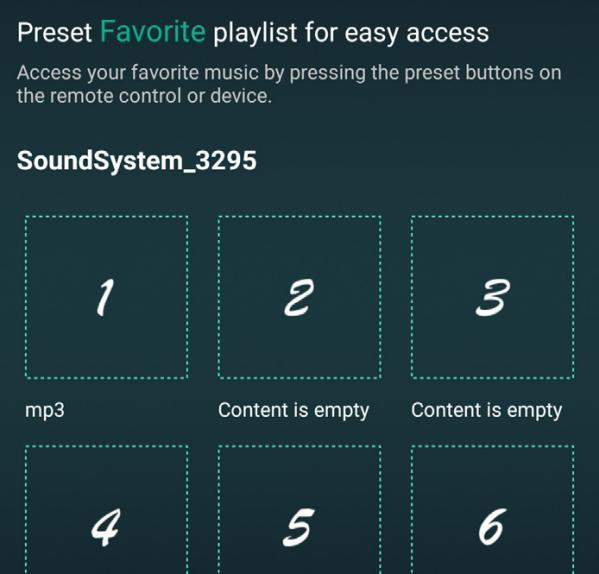 Preset Favorite playlist for easy access
Access your favorite music by pressing the preset buttons on
the remote control or device.
SoundSystem_3295
1 2 3
mp3 Content is empty Content is empty
4 5 6